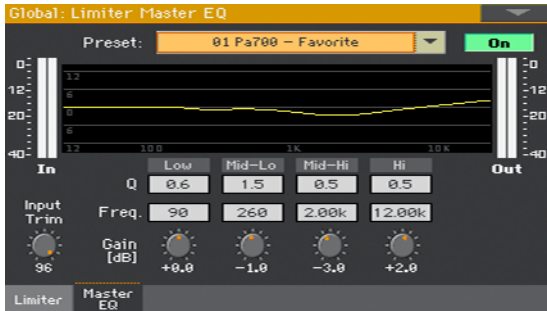 Global: Limiter Master EQ
Preset: 01 Pa700 – Favorite On
0- -0
12
12- -12
6
20- 0 -20
6
40- 12 100 1K 10K -40
In Low Mid-Lo Mid-Hi Hi Out
Q 0.6 1.5 0.5 0.5
Input Trim Freq. 90 260 2.00k 12.00k
Gain [dB]
96 +0.0 -1.0 -3.0 +2.0
Limiter Master EQ